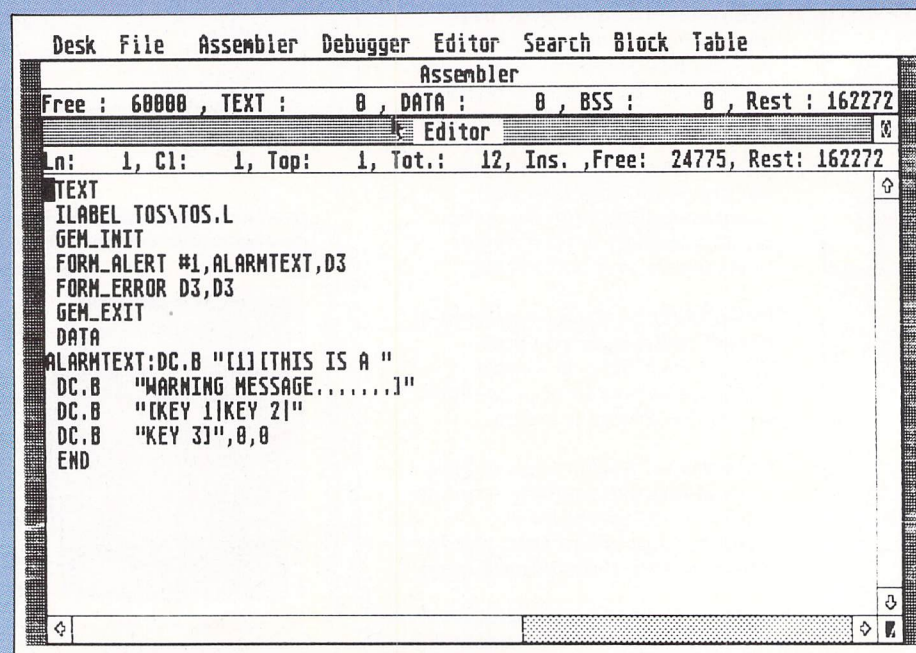 Desk File Assembler Debugger Editor Search Block Table
Assembler
Free : 60000 , TEXT : 0 , DATA : 0 , BSS : 0 , Rest : 162272
Editor
Ln: 1, Cl: 1, Top: 1, Tot.: 12, Ins. ,Free: 24775, Rest: 162272
TEXT
ILABEL TOS\TOS.L
GEM_INIT
FORM_ALERT #1,ALARMTEXT,D3
FORM_ERROR D3,D3
GEM_EXIT
DATA
ALARMTEXT:DC.B "[1][THIS IS A "
DC.B "WARNING MESSAGE.......]"
DC.B "[KEY 1|KEY 2|"
DC.B "KEY 3]",0,0
END